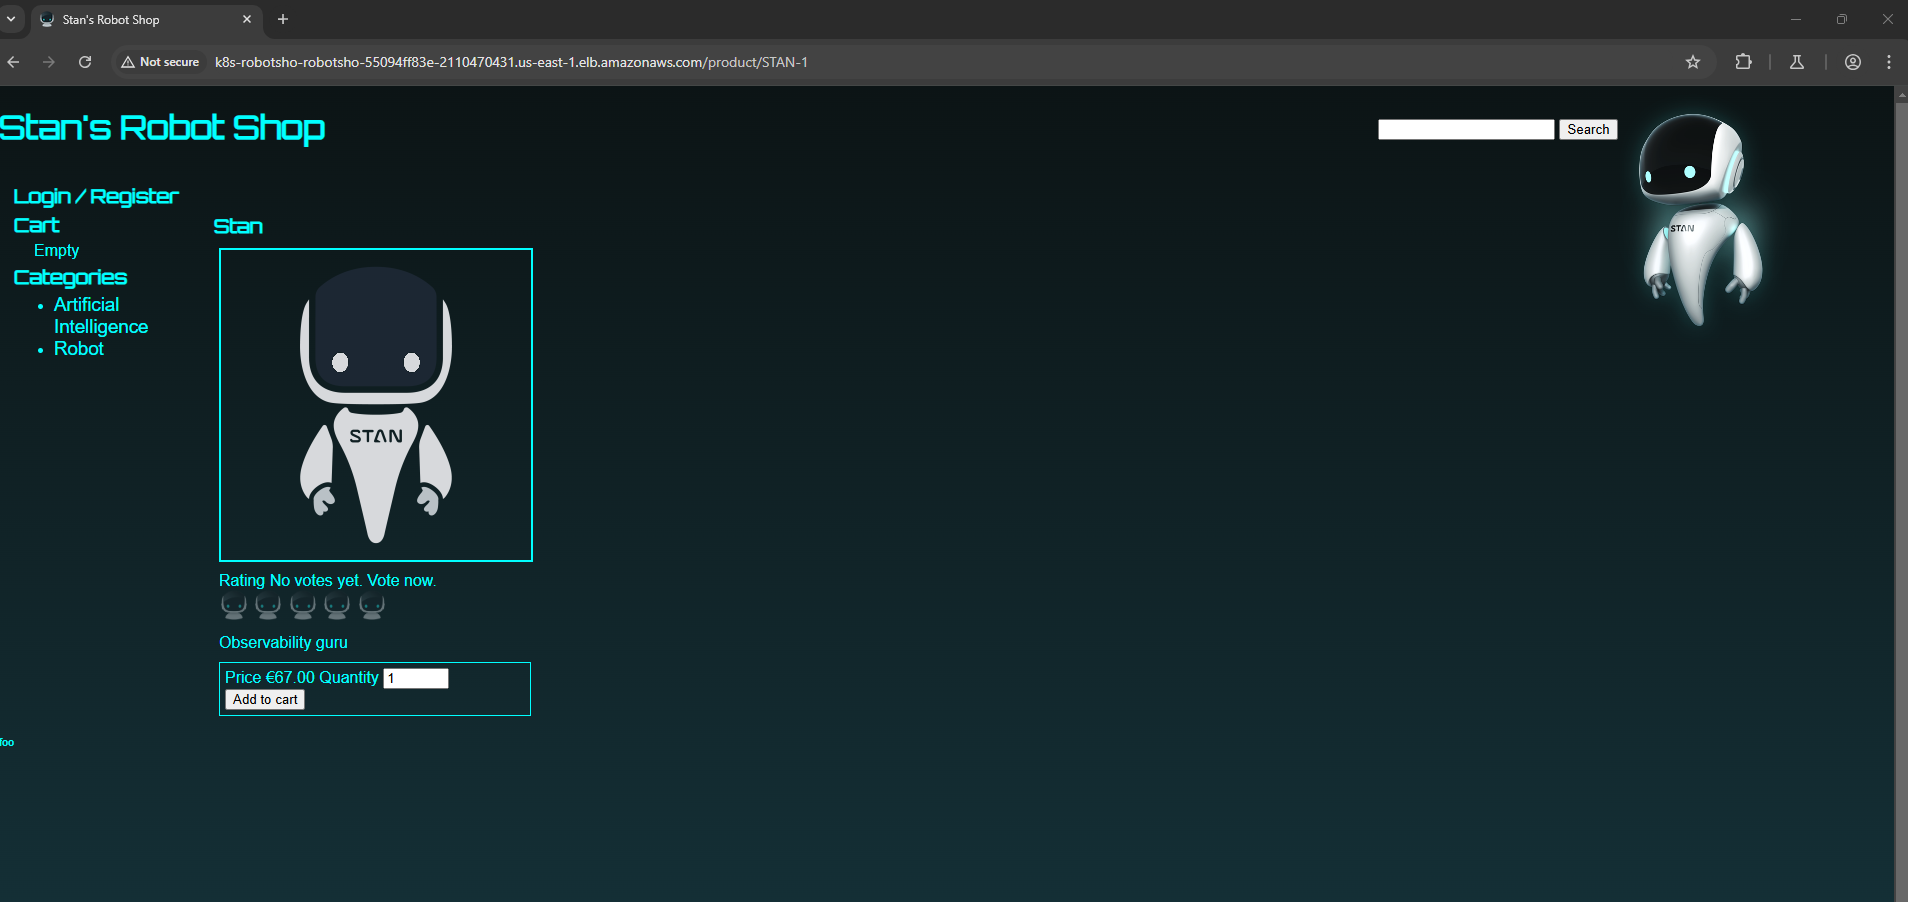 Stan's Robot Shop
Not secure k8s-robotsho-robotsho-55094ff83e-2110470431.us-east-1.elb.amazonaws.com/product/STAN-1
Stan's Robot Shop
Search
STAN
Login / Register
Cart
Empty
Categories
Artificial
Intelligence
Robot
Stan
STAN
Rating No votes yet. Vote now.
Observability guru
Price €67.00 Quantity 1
Add to cart
foo